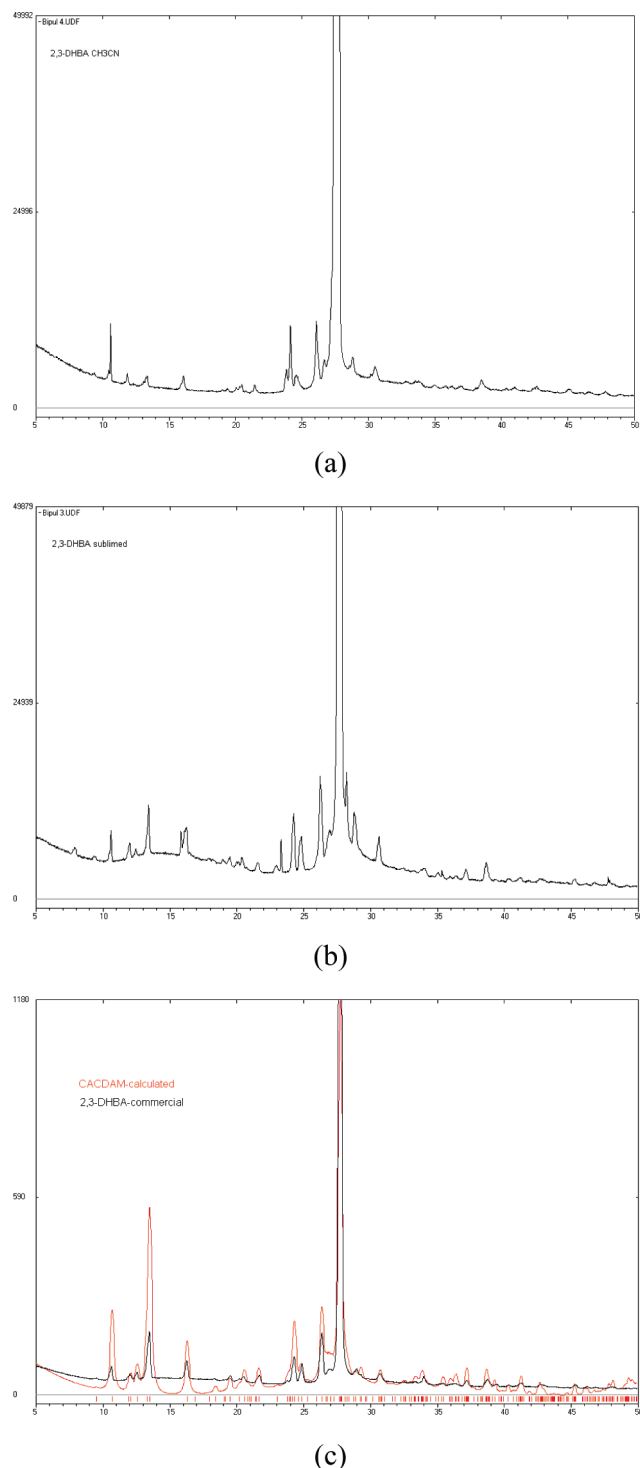 49992
Bipul 4.UDF
2,3-DHBA CH3CN
24996
0
5 10 15 20 25 30 35 40 45 50
(a)
49879
Bipul 3.UDF
2,3-DHBA sublimed
24939
0
5 10 15 20 25 30 35 40 45 50
(b)
1180
CACDAM-calculated
2,3-DHBA-commercial
590
0
5 10 15 20 25 30 35 40 45 50
(c)